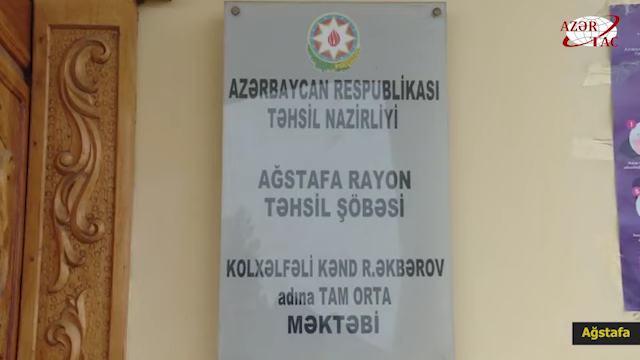 AZƏR
TAC
AZƏRBAYCAN RESPUBLİKASI
TƏHSİL NAZİRLİYİ
AĞSTAFA RAYON
TƏHSİL ŞÖBƏSİ
KOLXƏLFƏLİ KƏND R.ƏKBƏROV
adına TAM ORTA
MƏKTƏBİ
Ağstafa